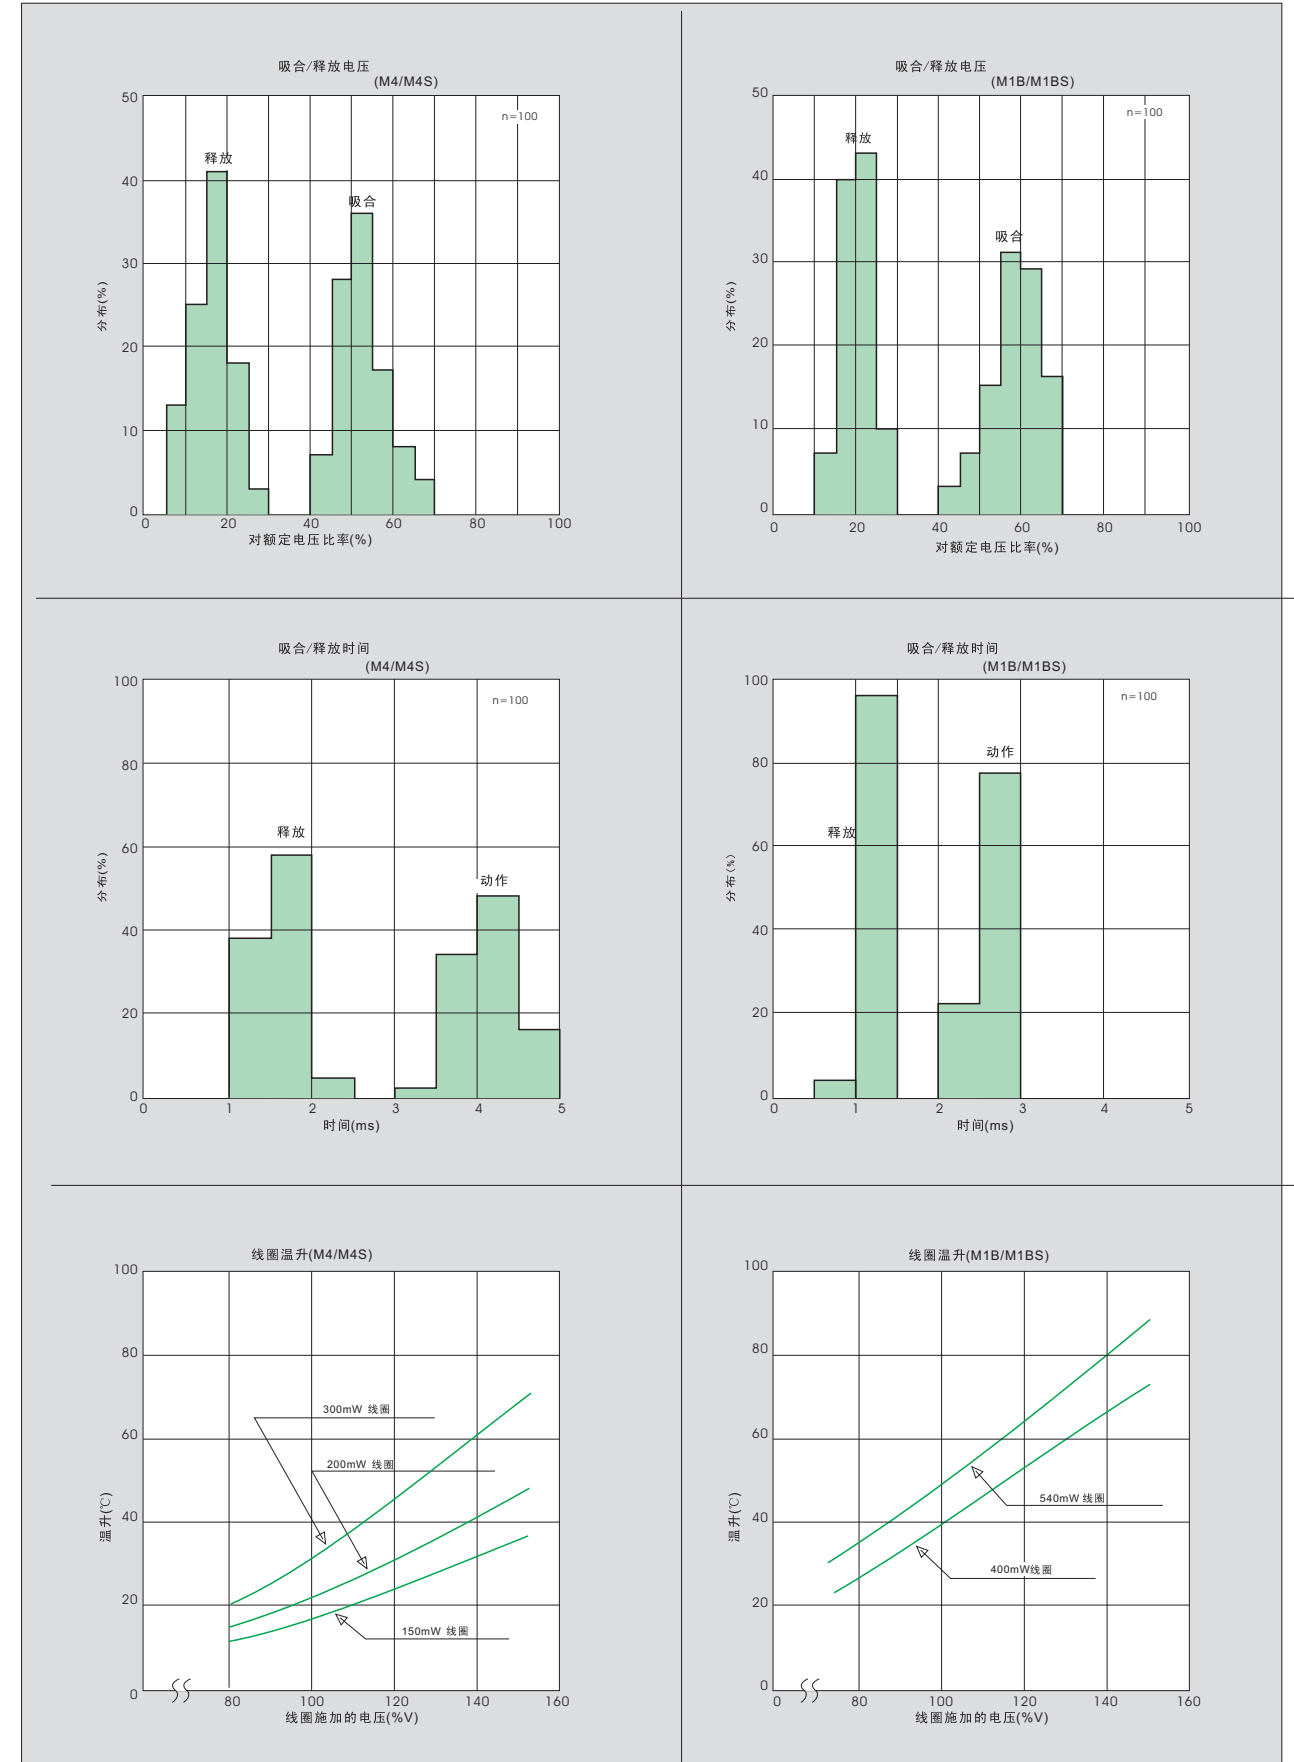 吸合/释放电压
(M4/M4S)
50
n=100
释放
40
吸合
30
分布(%)
20
10
0
0 20 40 60 80 100
对额定电压比率(%)
吸合/释放电压
(M1B/M1BS)
50
n=100
释放
40
吸合
30
分布(%)
20
10
0
0 20 40 60 80 100
对额定电压比率(%)
吸合/释放时间
(M4/M4S)
100
n=100
80
释放
60
动作
分布(%)
40
20
0
0 1 2 3 4 5
时间(ms)
吸合/释放时间
(M1B/M1BS)
100
n=100
动作
80
释放
60
分布(%)
40
20
0
0 1 2 3 4 5
时间(ms)
线圈温升(M4/M4S)
100
80
300mW 线圈
60
200mW 线圈
温升(℃)
40
20
150mW 线圈
0
80 100 120 140 160
线圈施加的电压(%V)
线圈温升(M1B/M1BS)
100
80
60
540mW 线圈
温升(℃)
40
400mW线圈
20
0
0 80 100 120 140 160
线圈施加的电压(%V)